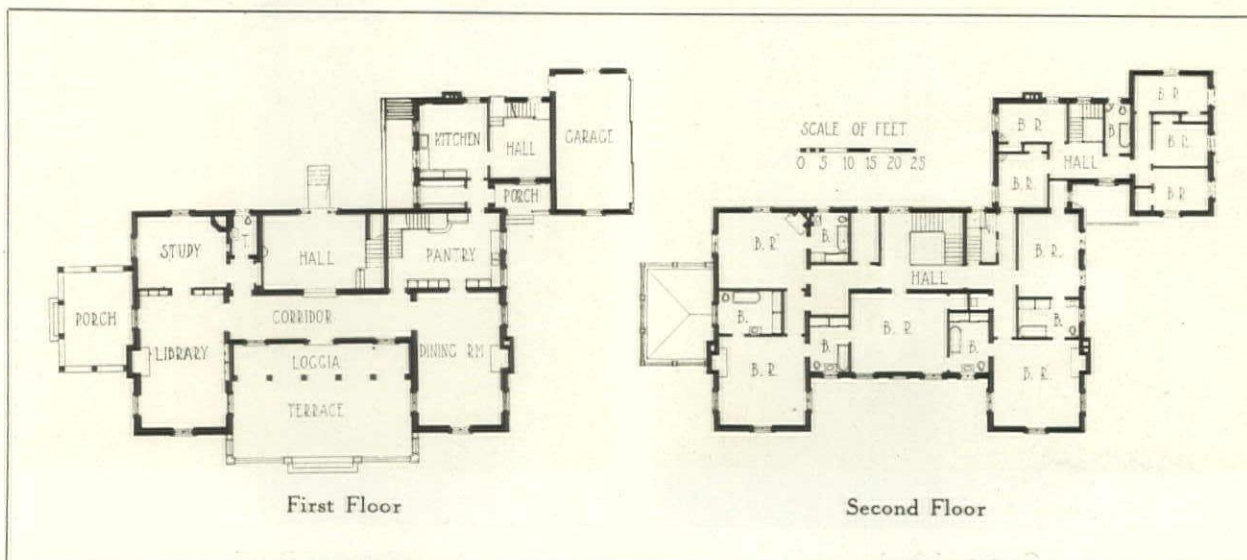 KITCHEN
HALL
GARAGE
PORCH
STUDY
T
HALL
PANTRY
PORCH
CORRIDOR
LIBRARY
LOGGIA
DINING RM
TERRACE
First Floor
SCALE OF FEET
0 5 10 15 20 25
B. R.
B. R.
B.
B. R.
HALL
B. R.
B. R.
B. R.
B.
B. R.
HALL
B.
B. R.
B.
B.
B.
B. R.
B. R.
Second Floor